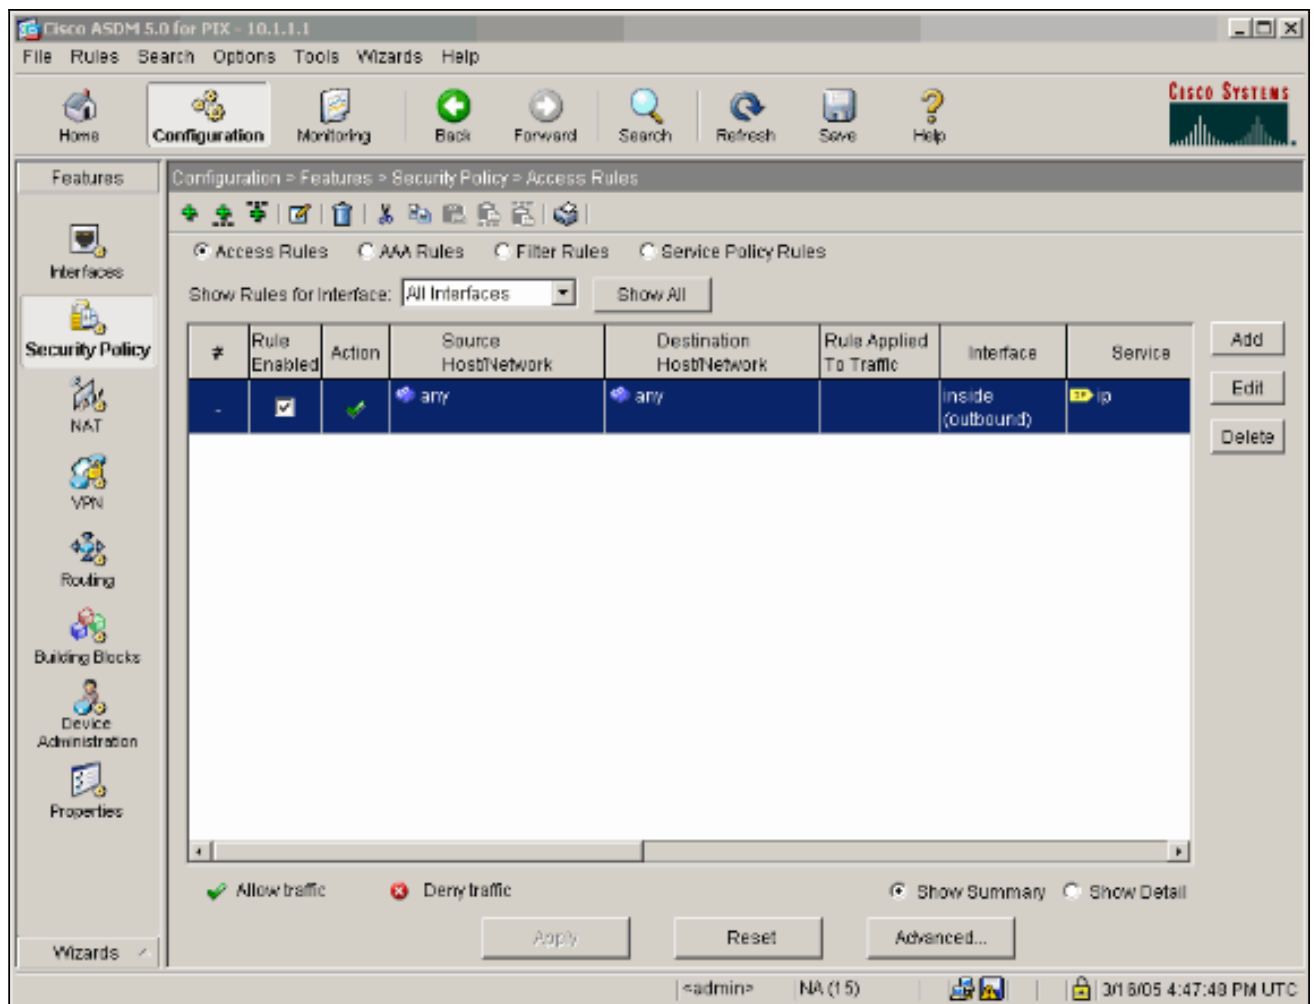 Cisco ASDM 5.0 for PIX - 10.1.1.1
File Rules Search Options Tools Wizards Help
Home Configuration Monitoring Back Forward Search Refresh Save Help
CISCO SYSTEMS
Features
Configuration > Features > Security Policy > Access Rules
Access Rules AAA Rules Filter Rules Service Policy Rules
Show Rules for Interface: All Interfaces Show All
# Rule Enabled Action Source Host/Network Destination Host/Network Rule Applied To Traffic Interface Service
- any any inside (outbound) IP ip
Add
Edit
Delete
Interfaces
Security Policy
NAT
VPN
Routing
Building Blocks
Device
Administration
Properties
Wizards
Allow traffic Deny traffic Show Summary Show Detail
Apply Reset Advanced...
<admin> NA (15) 3/16/05 4:47:48 PM UTC